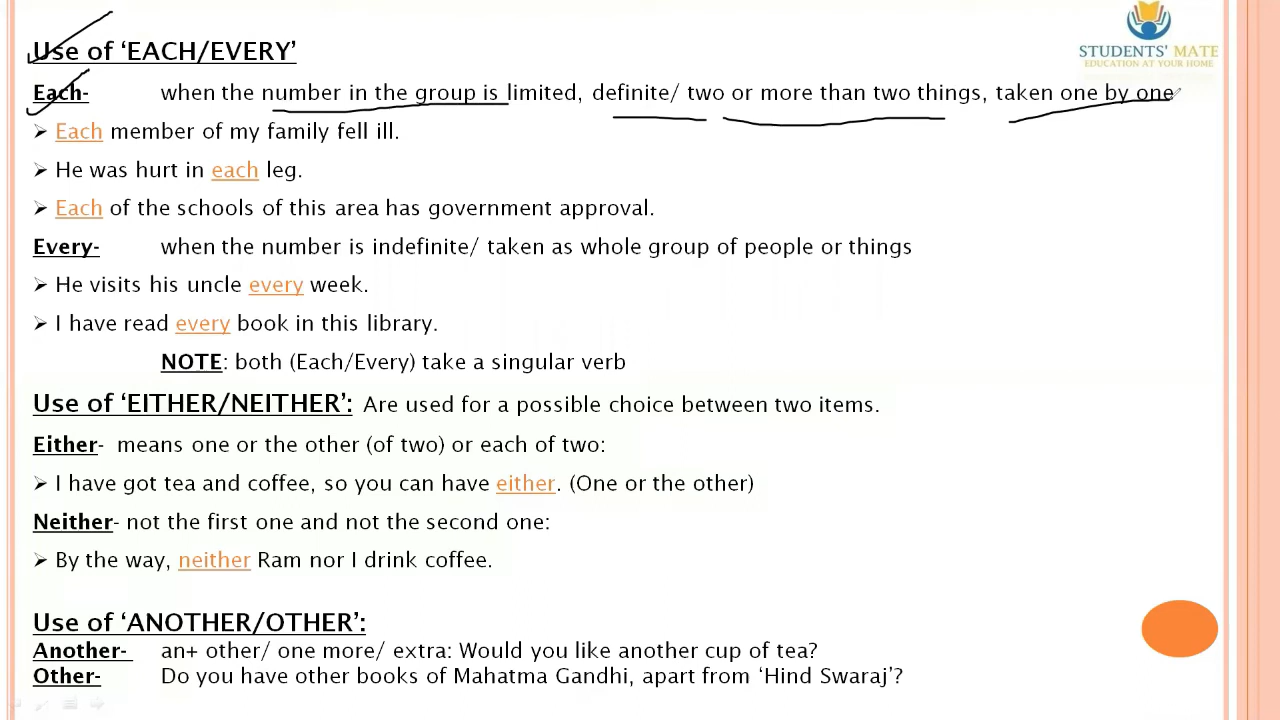 STUDENTS' MATE
EDUCATION AT YOUR HOME
Use of ‘EACH/EVERY’
Each- when the number in the group is limited, definite/ two or more than two things, taken one by one
➢ Each member of my family fell ill.
➢ He was hurt in each leg.
➢ Each of the schools of this area has government approval.
Every- when the number is indefinite/ taken as whole group of people or things
➢ He visits his uncle every week.
➢ I have read every book in this library.
NOTE: both (Each/Every) take a singular verb
Use of ‘EITHER/NEITHER’: Are used for a possible choice between two items.
Either- means one or the other (of two) or each of two:
➢ I have got tea and coffee, so you can have either. (One or the other)
Neither- not the first one and not the second one:
➢ By the way, neither Ram nor I drink coffee.
Use of ‘ANOTHER/OTHER’:
Another- an+ other/ one more/ extra: Would you like another cup of tea?
Other- Do you have other books of Mahatma Gandhi, apart from ‘Hind Swaraj’?